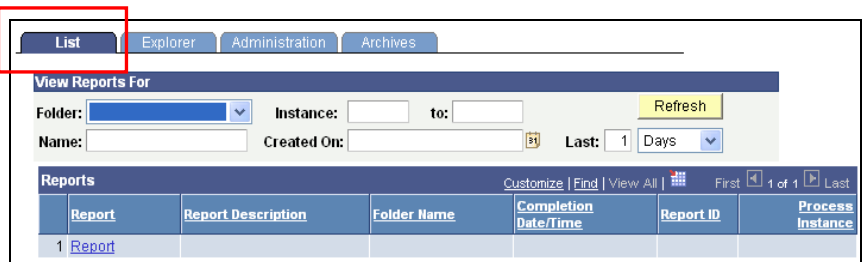 List Explorer Administration Archives
View Reports For
Folder: Instance: to: Refresh
Name: Created On: 31 Last: 1 Days
Reports Customize | Find | View All | First 1 of 1 Last
Report Report Description Folder Name Completion Date/Time Report ID Process Instance
1 Report